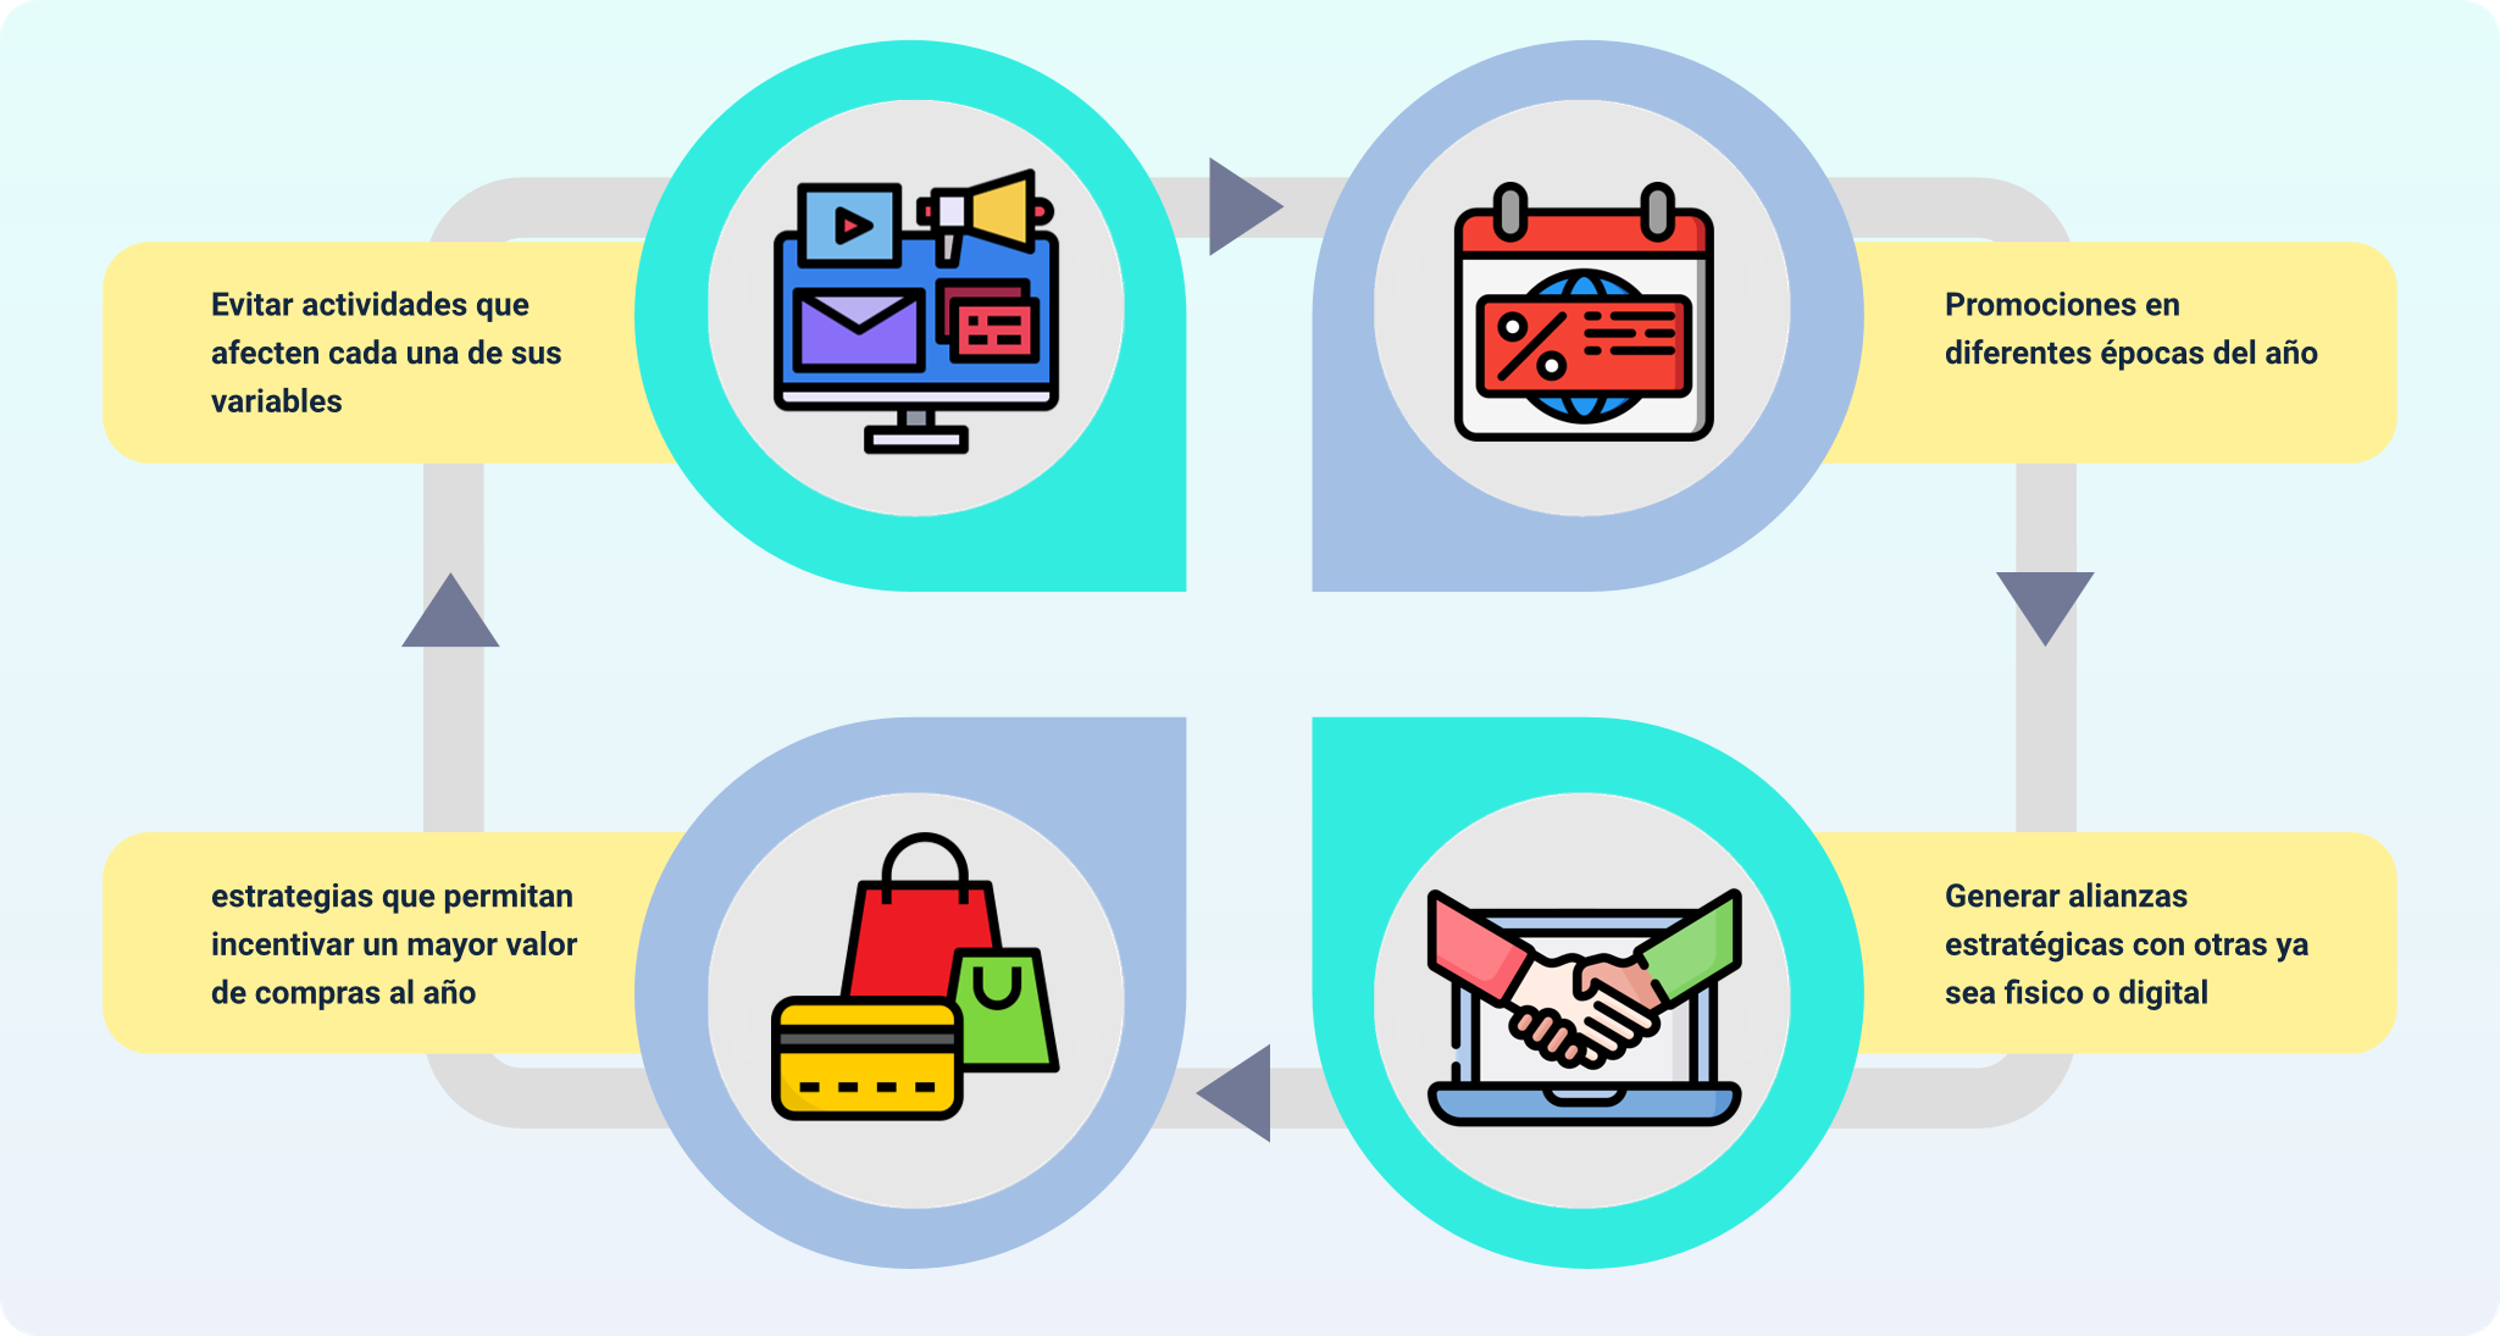 Evitar actividades que
afecten cada una de sus
variables
Promociones en
diferentes épocas del año
estrategias que permitan
incentivar un mayor valor
de compras al año
Generar alianzas
estratégicas con otras ya
sea fisico o digital